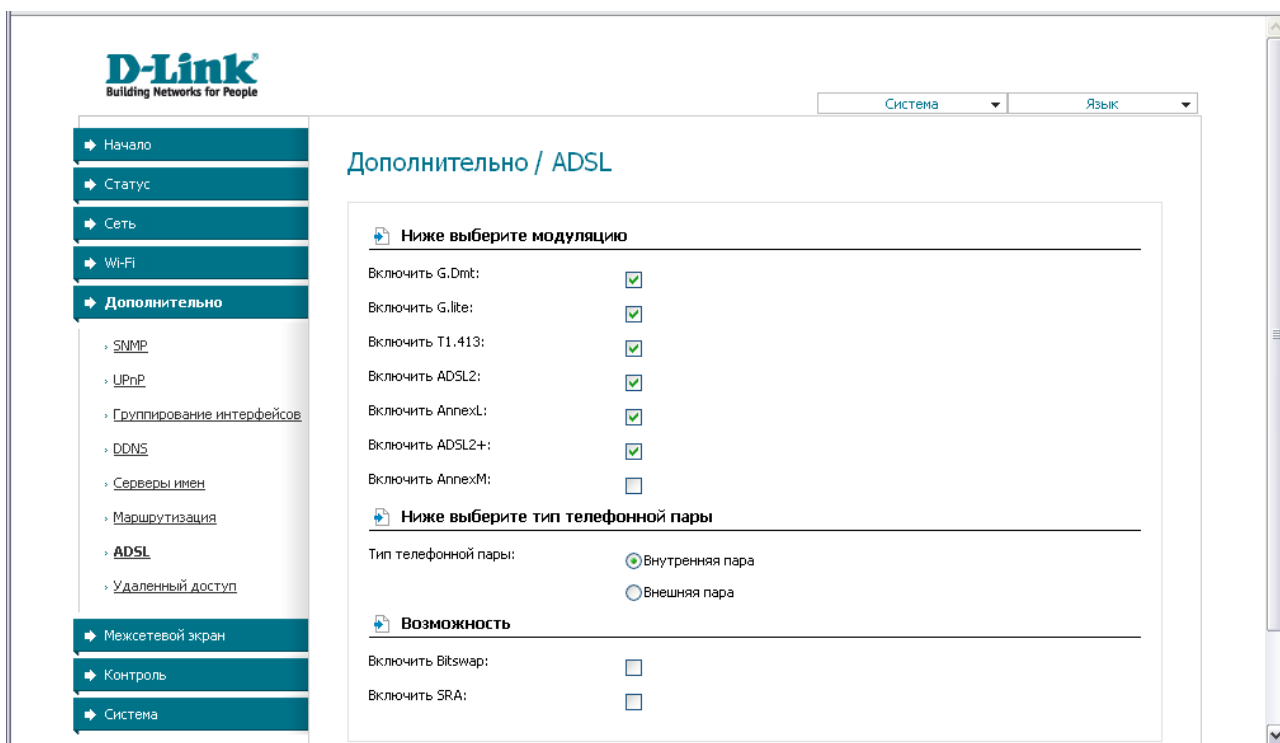 D-Link
Building Networks for People
Система
Язык
Начало
Статус
Сеть
Wi-Fi
Дополнительно
SNMP
UPnP
Группирование интерфейсов
DDNS
Серверы имен
Маршрутизация
ADSL
Удаленный доступ
Межсетевой экран
Контроль
Система
Дополнительно / ADSL
Ниже выберите модуляцию
Включить G.Dmt:
Включить G.lite:
Включить T1.413:
Включить ADSL2:
Включить AnnexL:
Включить ADSL2+:
Включить AnnexM:
Ниже выберите тип телефонной пары
Тип телефонной пары:
Внутренняя пара
Внешняя пара
Возможность
Включить Bitswap:
Включить SRA: